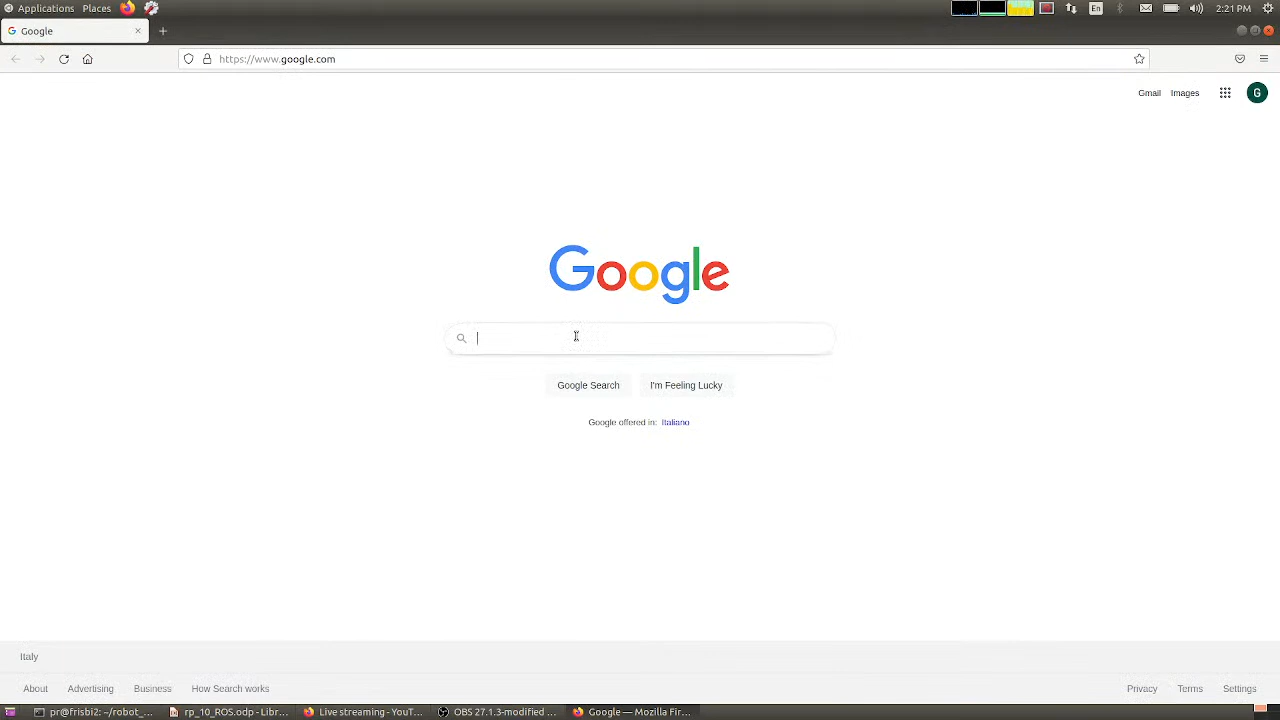 Applications Places En 2:21 PM
Google
https://www.google.com
Gmail Images G
Google
Google Search I'm Feeling Lucky
Google offered in: Italiano
Italy
About Advertising Business How Search works Privacy Terms Settings
pr@frisbi2: ~/robot_... rp_10_ROS.odp - Libr... Live streaming - YouT... OBS 27.1.3-modified ... Google — Mozilla Fir...